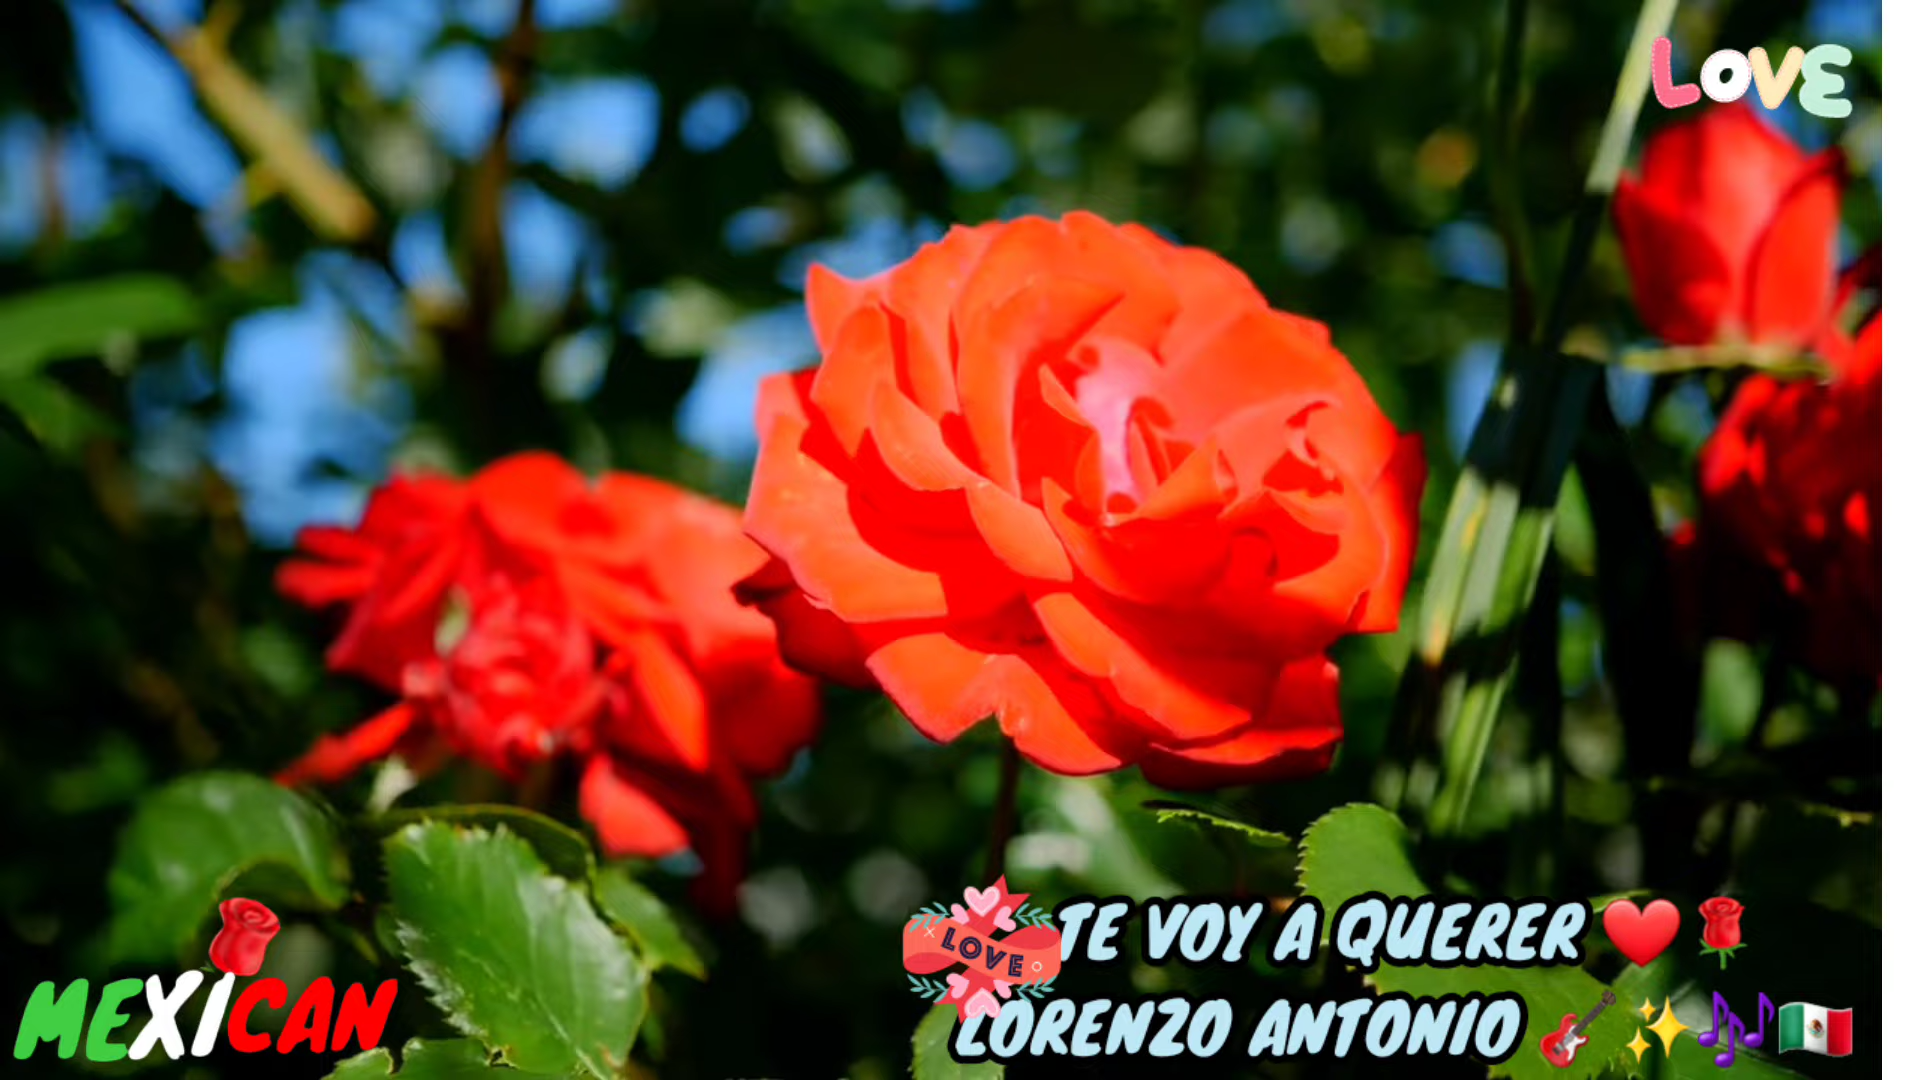 LOVE
LOVE
TE VOY A QUERER ❤️🌹
LORENZO ANTONIO 🎸✨🎶🇲🇽
MEXICAN